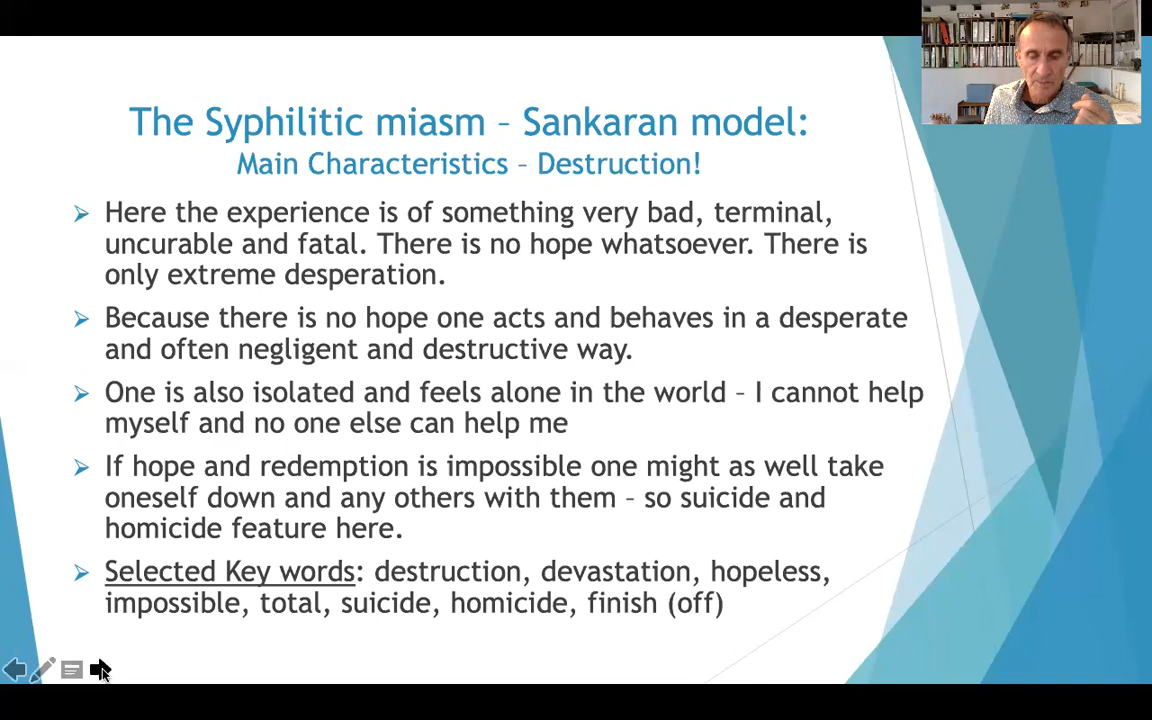 The Syphilitic miasm – Sankaran model:
Main Characteristics – Destruction!
Here the experience is of something very bad, terminal,
uncurable and fatal. There is no hope whatsoever. There is
only extreme desperation.
Because there is no hope one acts and behaves in a desperate
and often negligent and destructive way.
One is also isolated and feels alone in the world – I cannot help
myself and no one else can help me
If hope and redemption is impossible one might as well take
oneself down and any others with them – so suicide and
homicide feature here.
Selected Key words: destruction, devastation, hopeless,
impossible, total, suicide, homicide, finish (off)